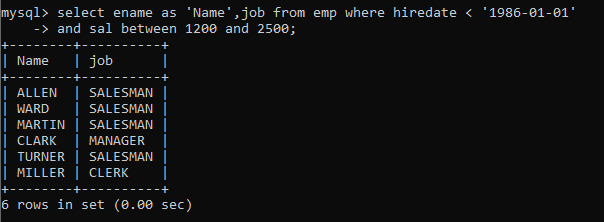 mysql> select ename as 'Name',job from emp where hiredate < '1986-01-01'
    -> and sal between 1200 and 2500;
+--------+----------+
| Name   | job      |
+--------+----------+
| ALLEN  | SALESMAN |
| WARD   | SALESMAN |
| MARTIN | SALESMAN |
| CLARK  | MANAGER  |
| TURNER | SALESMAN |
| MILLER | CLERK    |
+--------+----------+
6 rows in set (0.00 sec)